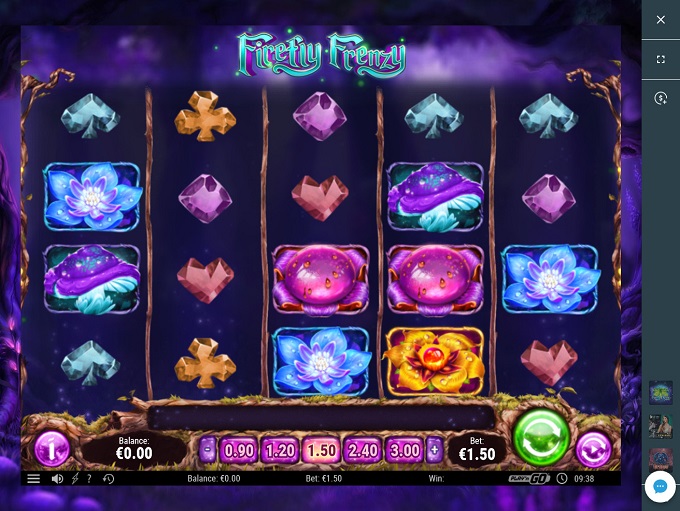 Firefly Frenzy
Balance:
€0.00
- 0.90 1.20 1.50 2.40 3.00 +
Bet:
€1.50
i
?
Balance: €0.00
Bet: €1.50
Win:
PLAY'N GO
09:38